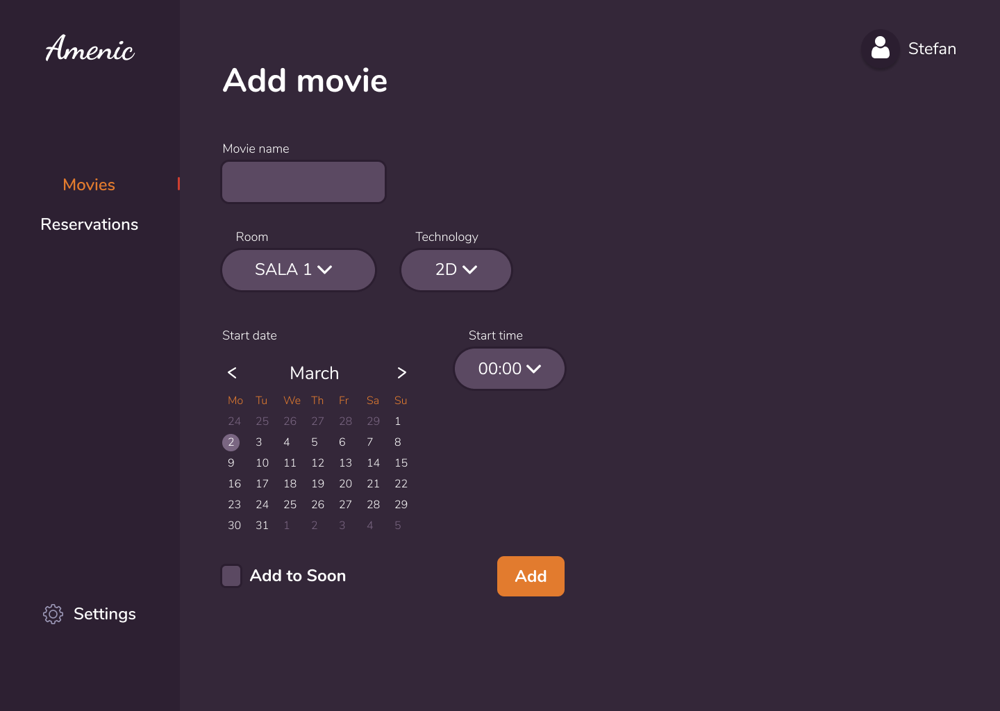 Amenic
Stefan
Add movie
Movie name
Movies
Reservations
Room
Technology
SALA 1
2D
Start date
Start time
March
00:00
Mo Tu We Th Fr Sa Su
24 25 26 27 28 29 1
2 3 4 5 6 7 8
9 10 11 12 13 14 15
16 17 18 19 20 21 22
23 24 25 26 27 28 29
30 31 1 2 3 4 5
Add to Soon
Add
Settings